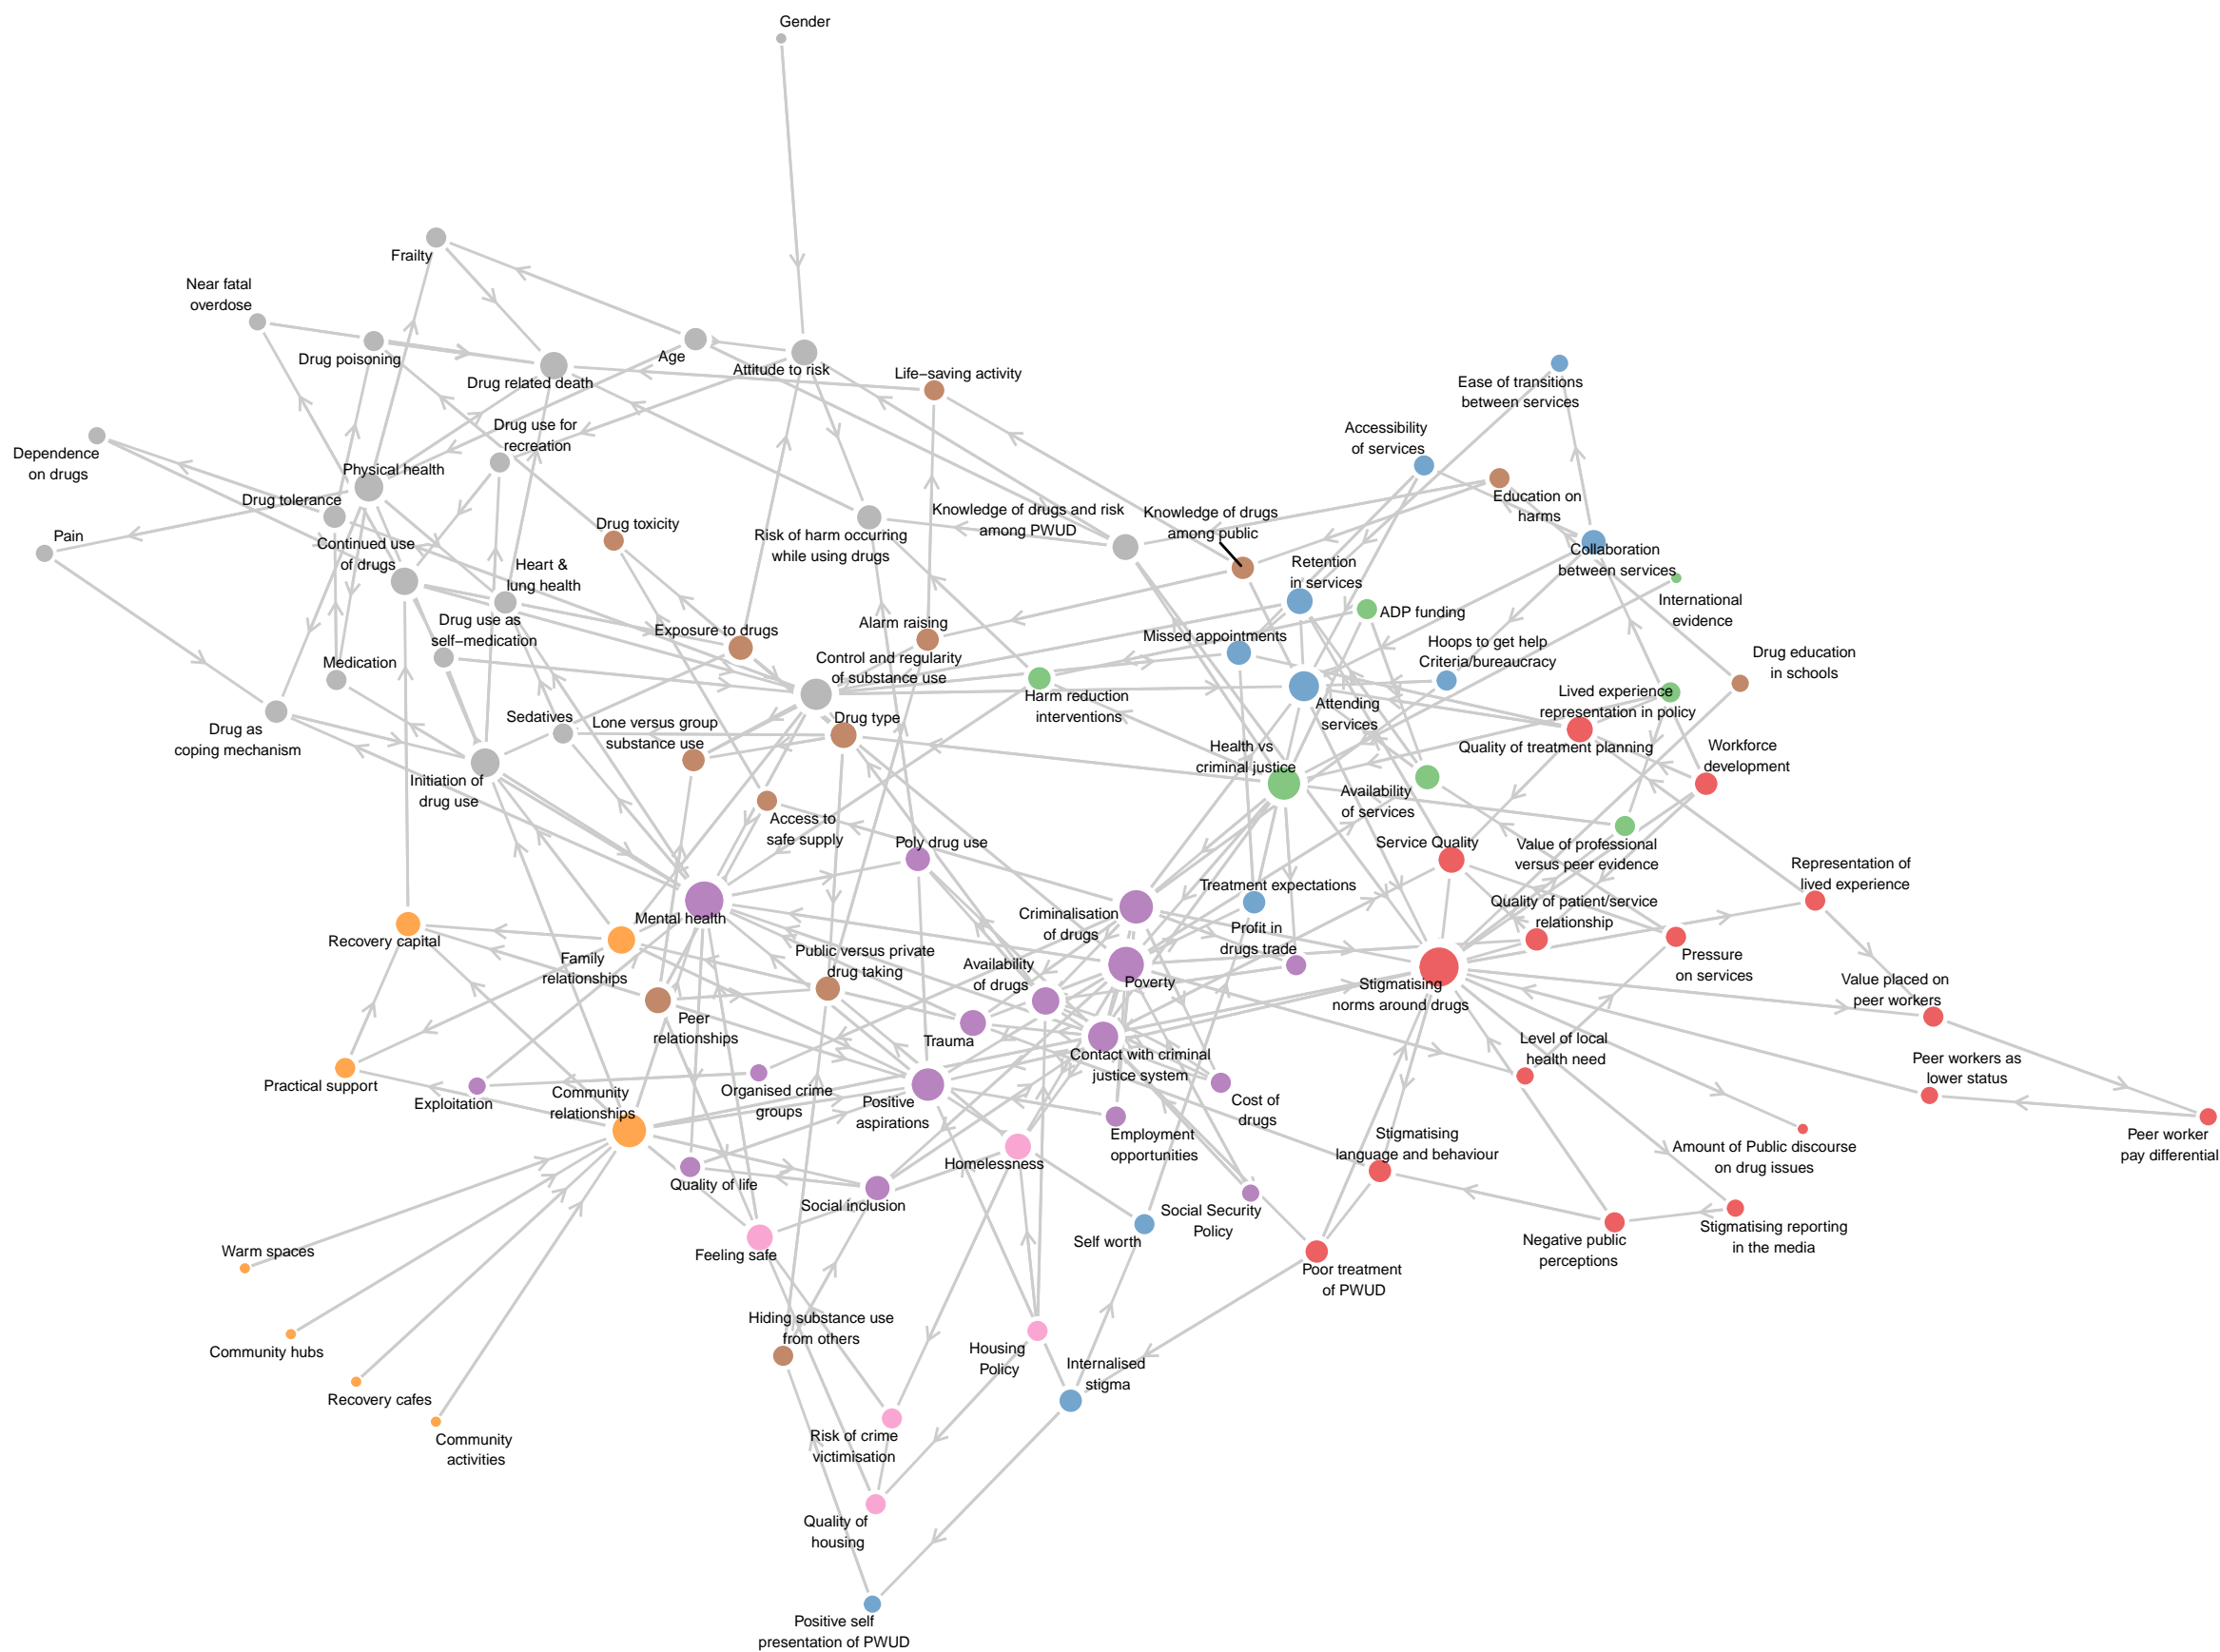 Gender
Frailty
Near fatal
overdose
Drug poisoning
Age
Attitude to risk
Drug related death
Life−saving activity
Ease of transitions
between services
Drug use for
recreation
Accessibility
of services
Dependence
on drugs
Physical health
Drug tolerance
Education on
harms
Knowledge of drugs and risk
among PWUD
Knowledge of drugs
among public
Drug toxicity
Risk of harm occurring
while using drugs
Pain
Continued use
of drugs
Collaboration
between services
Heart &
lung health
Retention
in services
International
evidence
ADP funding
Drug use as
self−medication
Exposure to drugs
Alarm raising
Missed appointments
Hoops to get help
Criteria/bureaucracy
Drug education
in schools
Medication
Control and regularity
of substance use
Harm reduction
interventions
Attending
services
Lived experience
representation in policy
Drug as
coping mechanism
Sedatives
Lone versus group
substance use
Drug type
Health vs
criminal justice
Quality of treatment planning
Workforce
development
Initiation of
drug use
Availability
of services
Access to
safe supply
Poly drug use
Service Quality
Value of professional
versus peer evidence
Representation of
lived experience
Treatment expectations
Mental health
Criminalisation
of drugs
Quality of patient/service
relationship
Recovery capital
Family
relationships
Public versus private
drug taking
Availability
of drugs
Profit in
drugs trade
Pressure
on services
Poverty
Stigmatising
norms around drugs
Value placed on
peer workers
Peer
relationships
Trauma
Contact with criminal
justice system
Level of local
health need
Practical support
Exploitation
Community
relationships
Organised crime
groups
Positive
aspirations
Cost of
drugs
Peer workers as
lower status
Employment
opportunities
Stigmatising
language and behaviour
Amount of Public discourse
on drug issues
Peer worker
pay differential
Homelessness
Quality of life
Social inclusion
Social Security
Policy
Self worth
Feeling safe
Warm spaces
Negative public
perceptions
Stigmatising reporting
in the media
Poor treatment
of PWUD
Hiding substance use
from others
Community hubs
Housing
Policy
Internalised
stigma
Recovery cafes
Community
activities
Risk of crime
victimisation
Quality of
housing
Positive self
presentation of PWUD